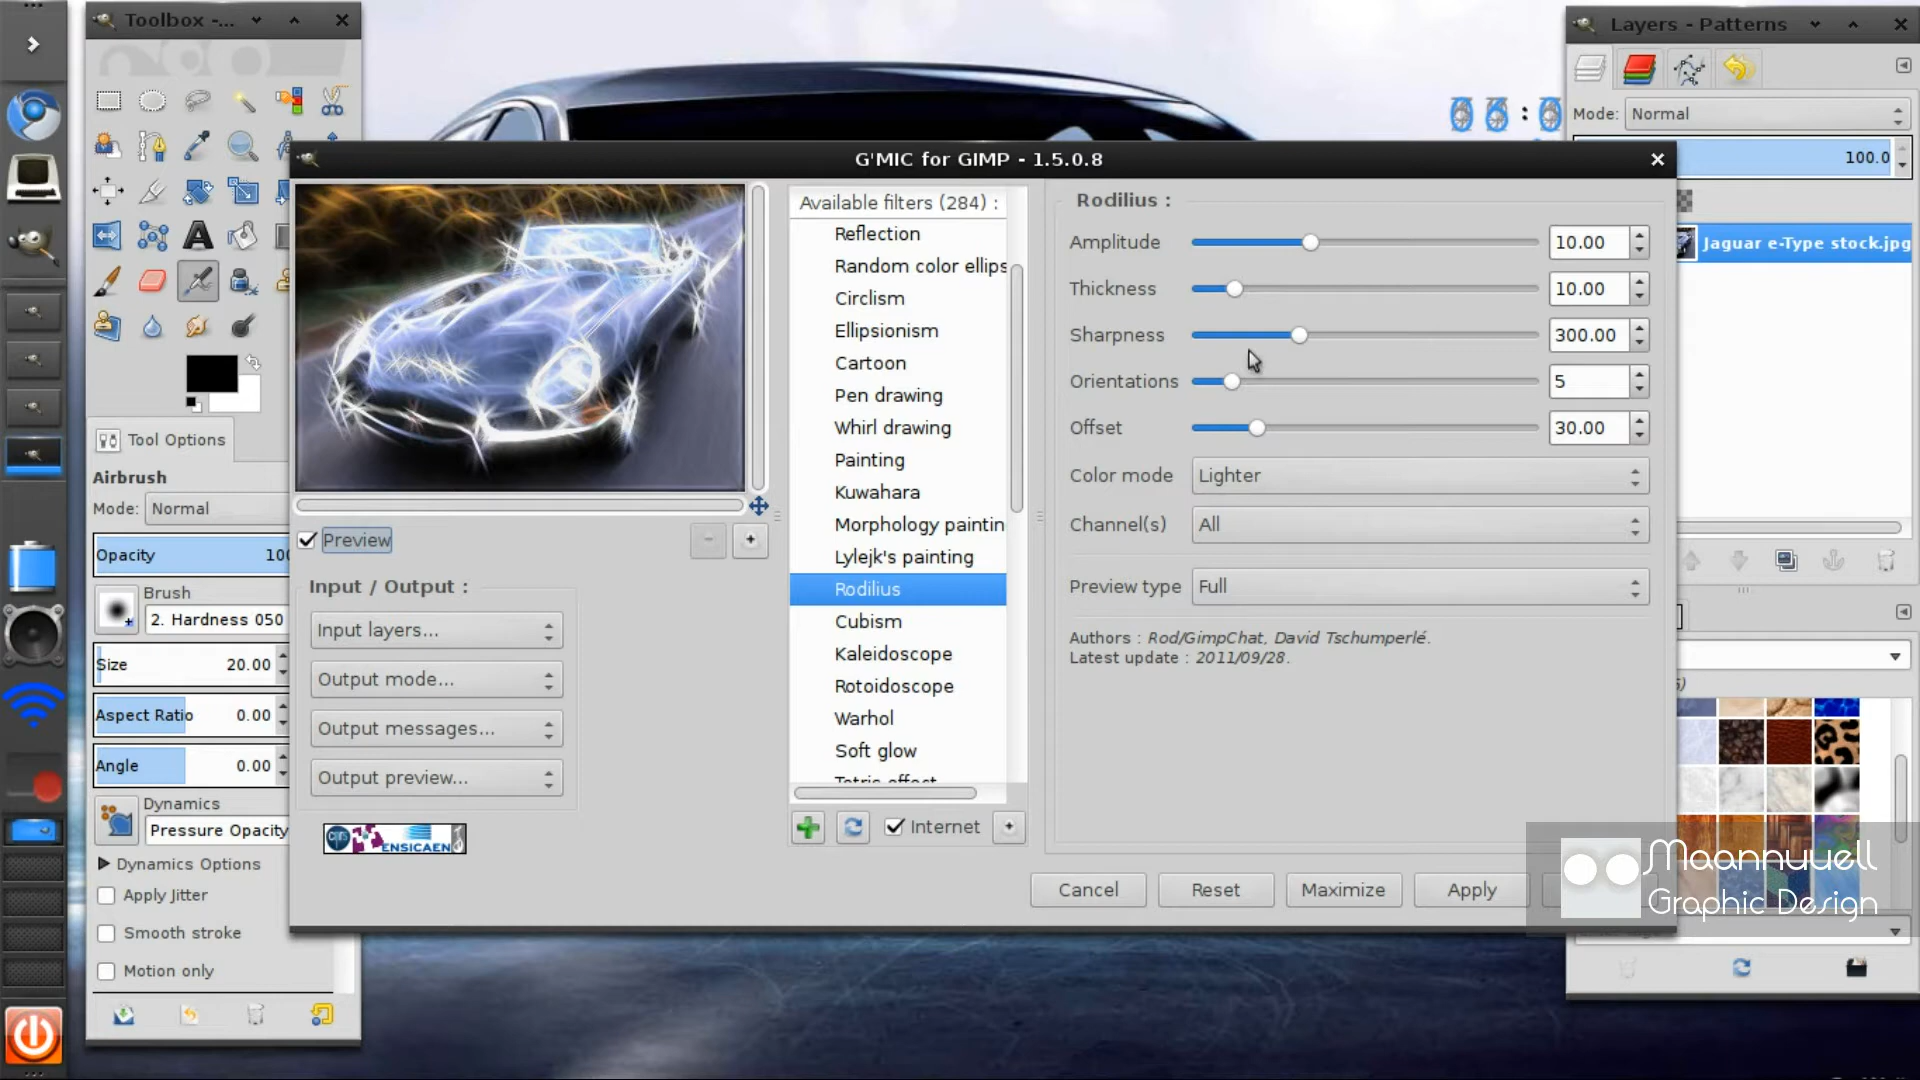 Toolbox -...
Layers - Patterns
Mode:
Normal
100.0
Jaguar e-Type stock.jpg
G'MIC for GIMP - 1.5.0.8
Available filters (284) :
Reflection
Random color ellips
Circlism
Ellipsionism
Cartoon
Pen drawing
Whirl drawing
Painting
Kuwahara
Morphology paintin
Lylejk's painting
Rodilius
Cubism
Kaleidoscope
Rotoidoscope
Warhol
Soft glow
Internet
Rodilius :
Amplitude
10.00
Thickness
10.00
Sharpness
300.00
Orientations
5
Offset
30.00
Color mode
Lighter
Channel(s)
All
Preview type
Full
Authors : Rod/GimpChat, David Tschumperlé.
Latest update : 2011/09/28.
Preview
Input / Output :
Input layers...
Output mode...
Output messages...
Output preview...
ENSICAEN
Cancel
Reset
Maximize
Apply
Tool Options
Airbrush
Mode:
Normal
Opacity
100
Brush
2. Hardness 050
Size
20.00
Aspect Ratio
0.00
Angle
0.00
Dynamics
Pressure Opacity
Dynamics Options
Apply Jitter
Smooth stroke
Motion only
Maannuuell
Graphic Design